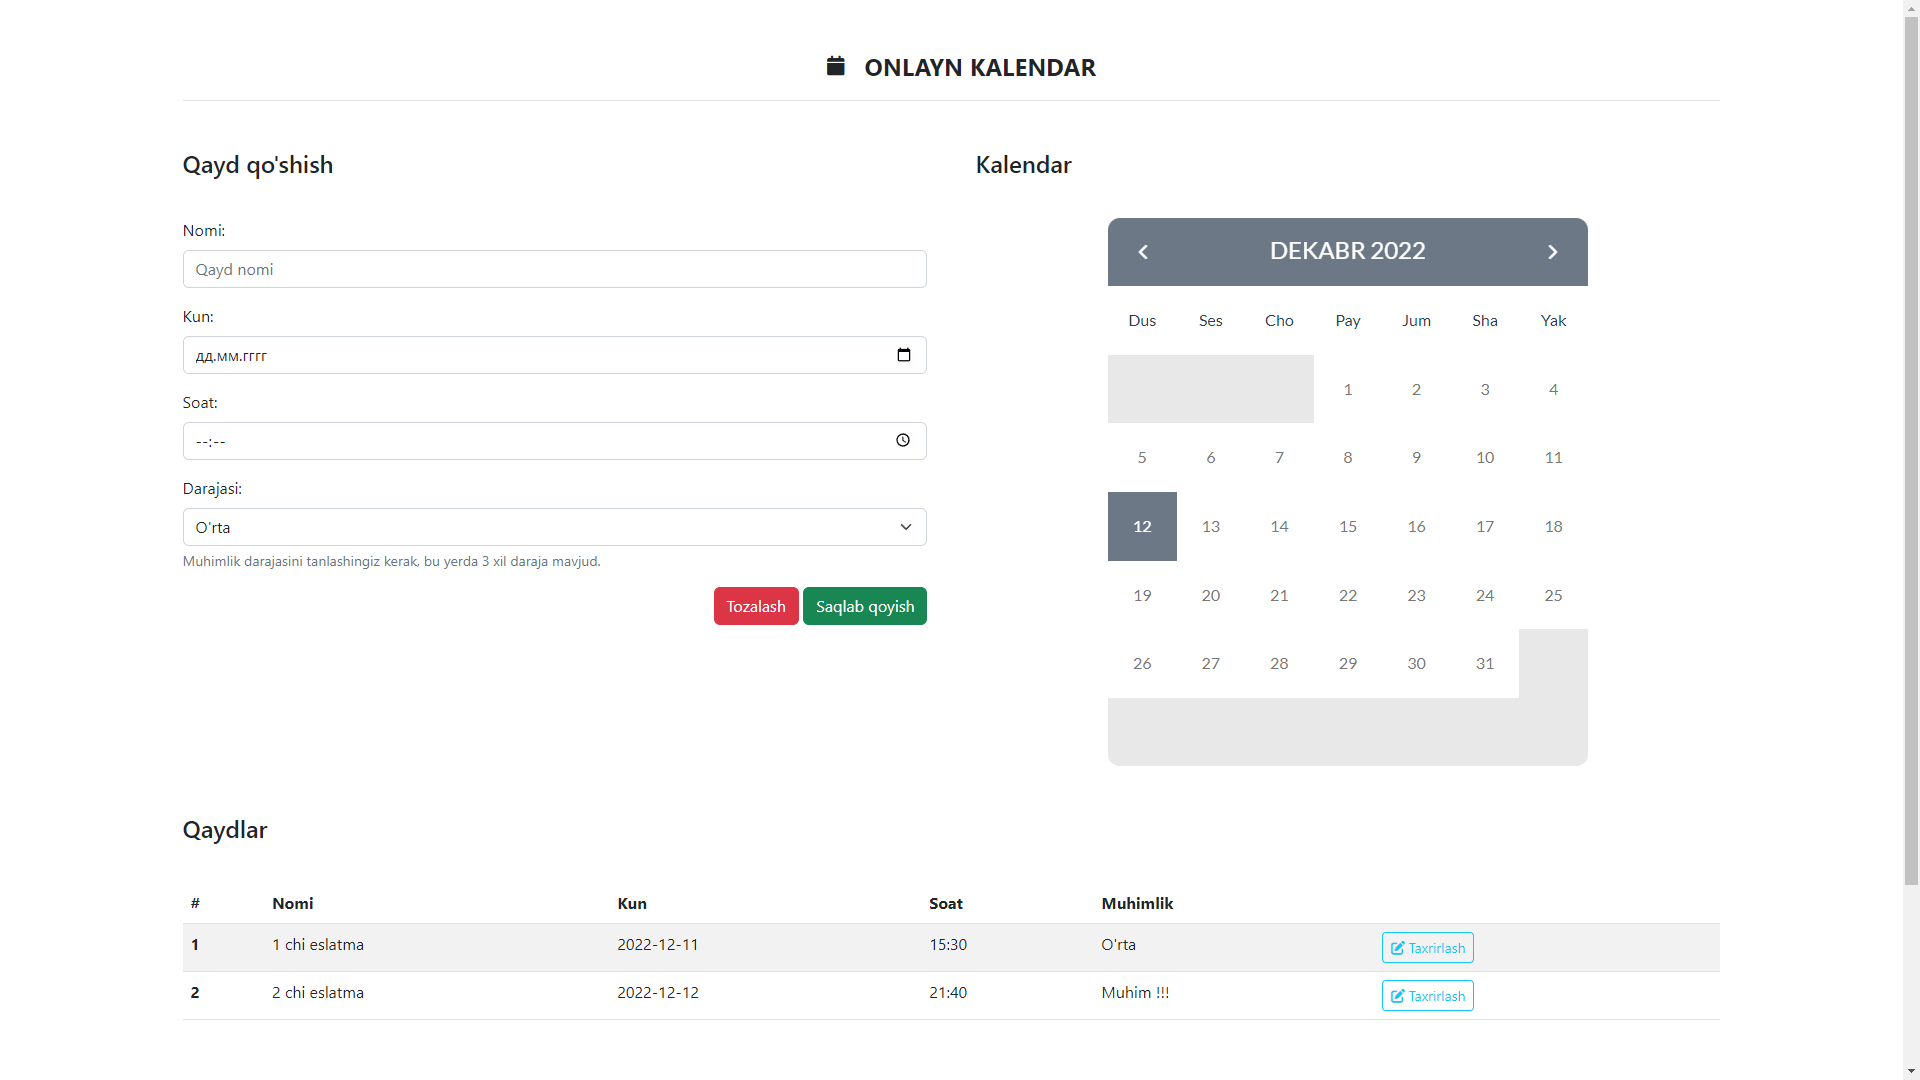 ONLAYN KALENDAR
Qayd qo'shish
Nomi:
Qayd nomi
Kun:
дд.мм.гггг
Soat:
--:--
Darajasi:
O'rta
Muhimlik darajasini tanlashingiz kerak, bu yerda 3 xil daraja mavjud.
Tozalash Saqlab qoyish
Kalendar
DEKABR 2022
Dus Ses Cho Pay Jum Sha Yak
1 2 3 4
5 6 7 8 9 10 11
12 13 14 15 16 17 18
19 20 21 22 23 24 25
26 27 28 29 30 31
Qaydlar
# Nomi Kun Soat Muhimlik
1 1 chi eslatma 2022-12-11 15:30 O'rta Taxrirlash
2 2 chi eslatma 2022-12-12 21:40 Muhim !!! Taxrirlash